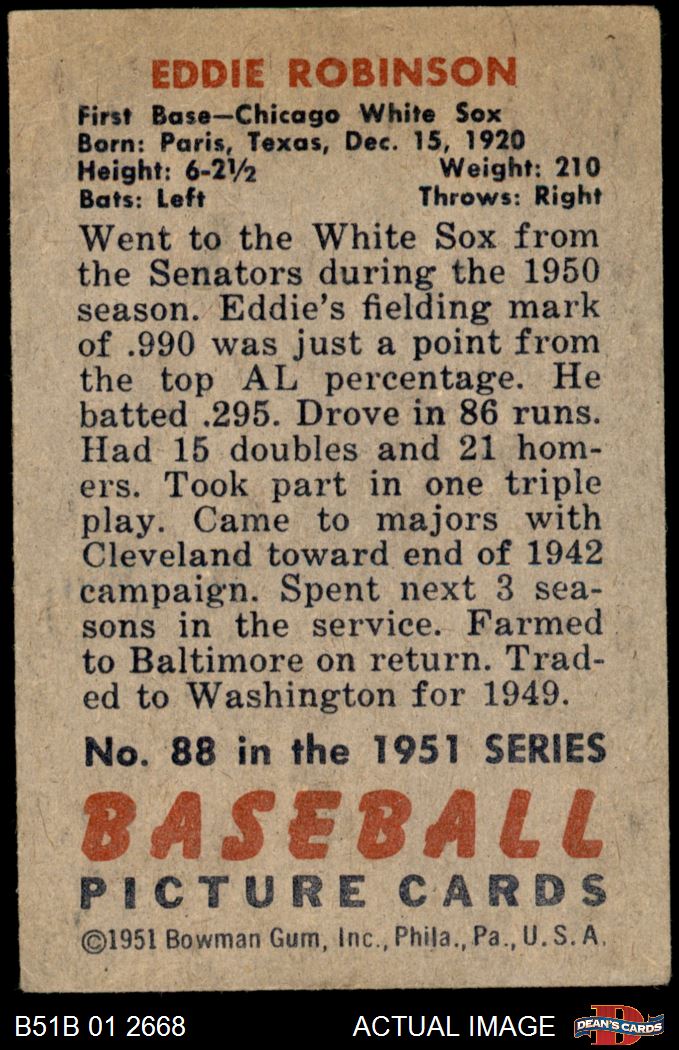 EDDIE ROBINSON
First Base—Chicago White Sox
Born: Paris, Texas, Dec. 15, 1920
Height: 6-2½ Weight: 210
Bats: Left Throws: Right
Went to the White Sox from
the Senators during the 1950
season. Eddie's fielding mark
of .990 was just a point from
the top AL percentage. He
batted .295. Drove in 86 runs.
Had 15 doubles and 21 hom-
ers. Took part in one triple
play. Came to majors with
Cleveland toward end of 1942
campaign. Spent next 3 sea-
sons in the service. Farmed
to Baltimore on return. Trad-
ed to Washington for 1949.
No. 88 in the 1951 SERIES
BASEBALL
PICTURE CARDS
©1951 Bowman Gum, Inc., Phila., Pa., U.S.A.
B51B 01 2668 ACTUAL IMAGE D DEAN'S CARDS